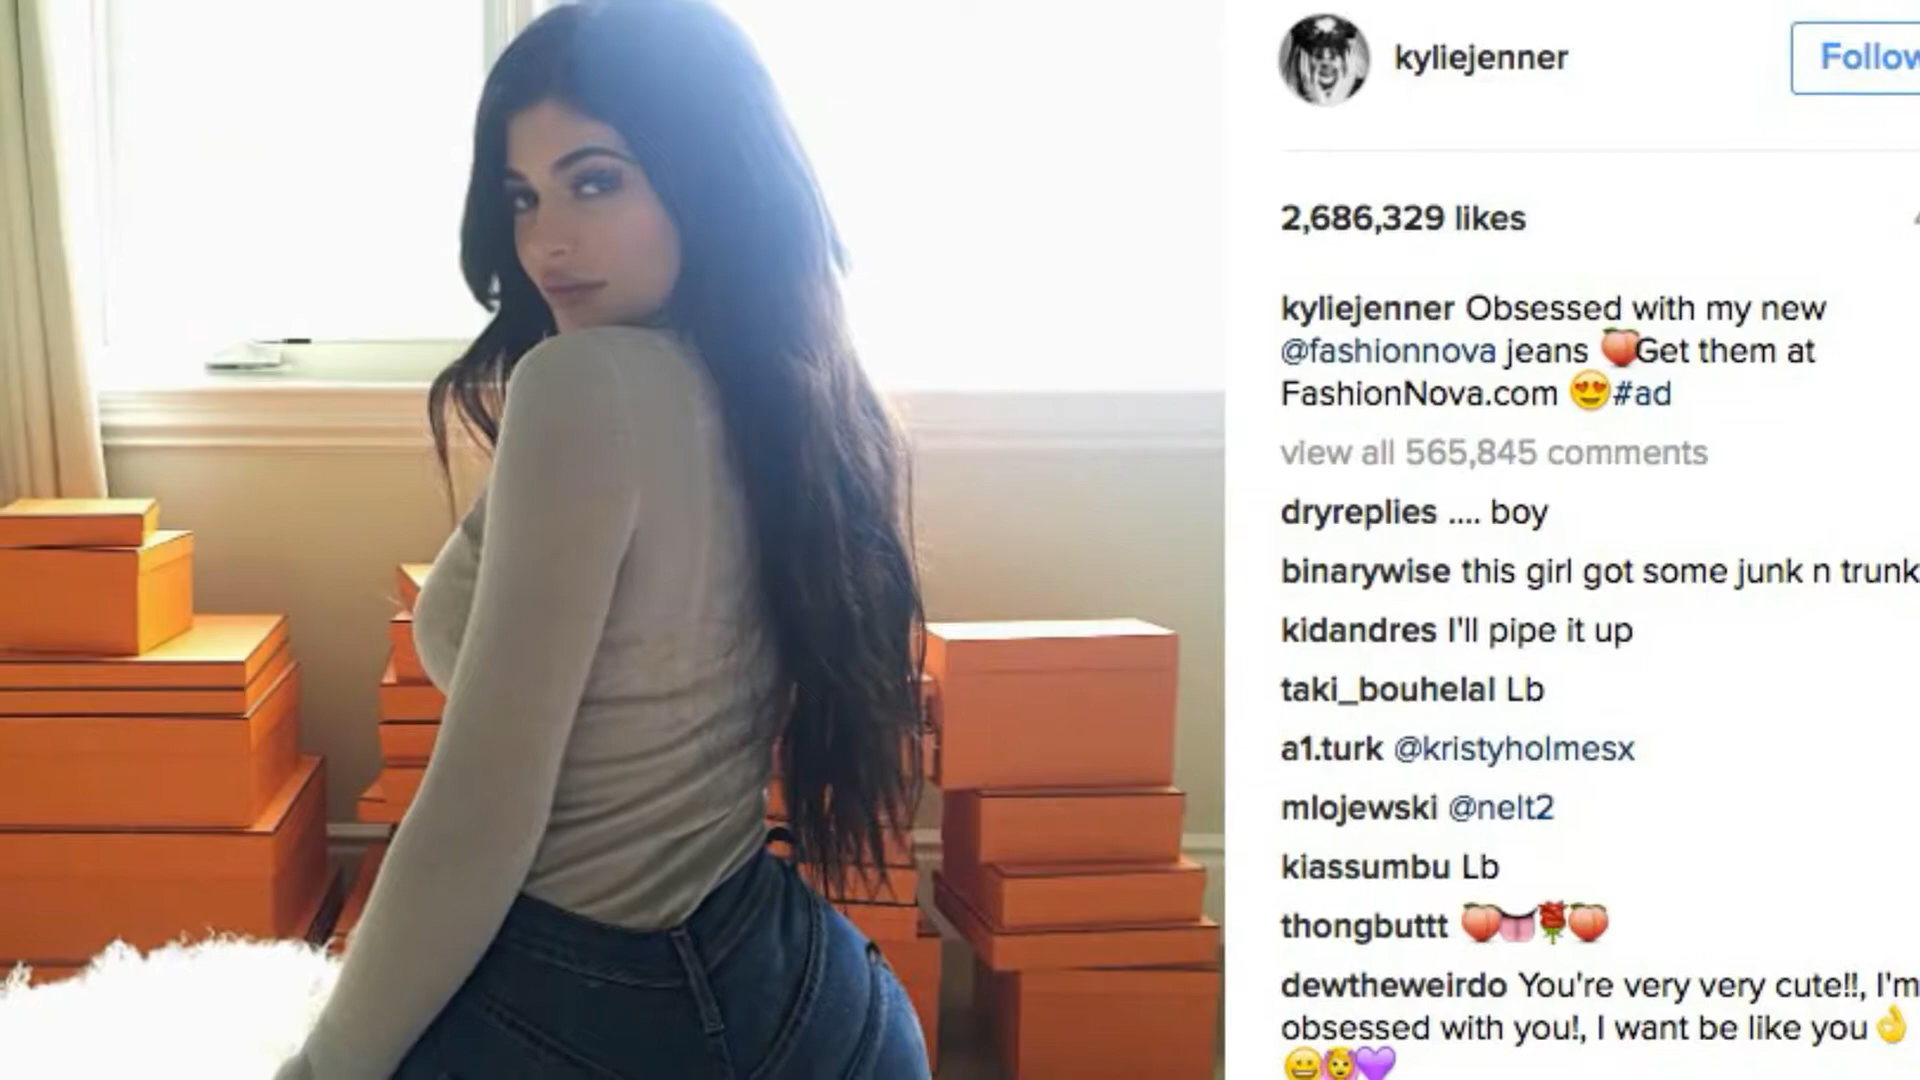 kyliejenner
Follow
2,686,329 likes
kyliejenner Obsessed with my new
@fashionnova jeans 🍑Get them at
FashionNova.com 😍#ad
view all 565,845 comments
dryreplies .... boy
binarywise this girl got some junk n trunk
kidandres I'll pipe it up
taki_bouhelal Lb
a1.turk @kristyholmesx
mlojewski @nelt2
kiassumbu Lb
thongbuttt 🍑👅🌹🍑
dewtheweirdo You're very very cute!!, I'm
obsessed with you!, I want be like you👌
😀🙆💜